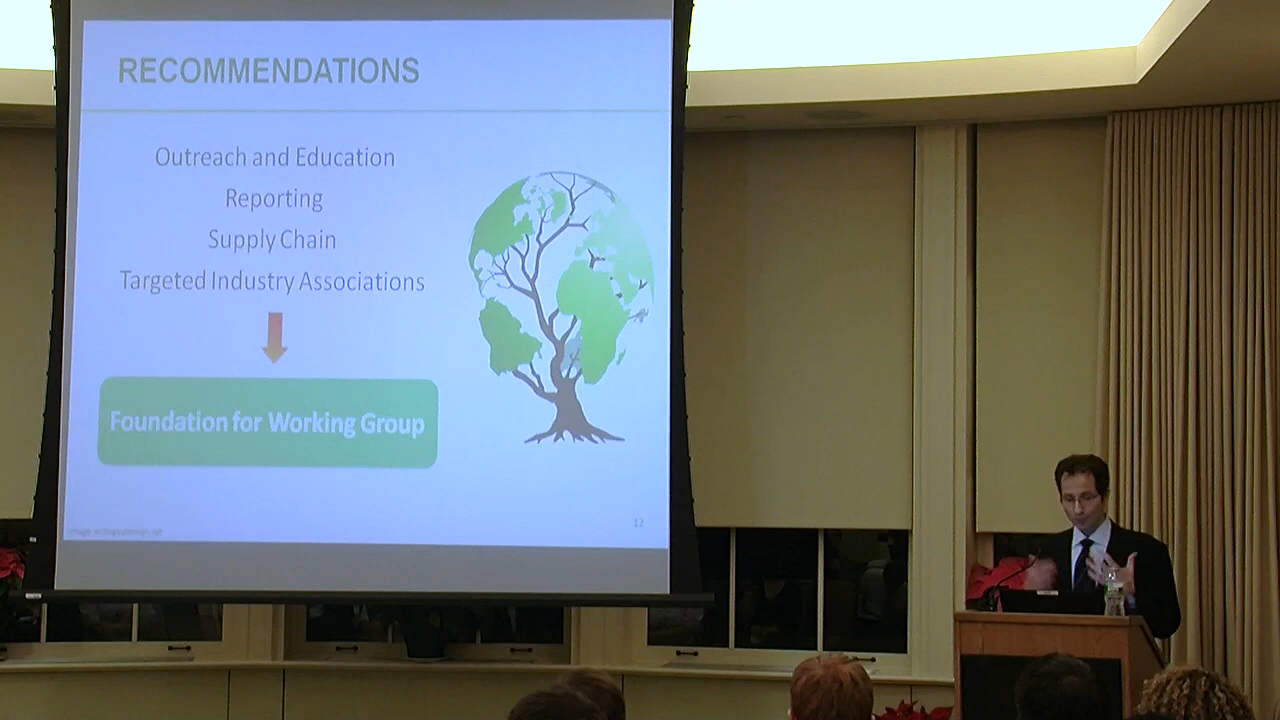 RECOMMENDATIONS
Outreach and Education
Reporting
Supply Chain
Targeted Industry Associations
Foundation for Working Group
12